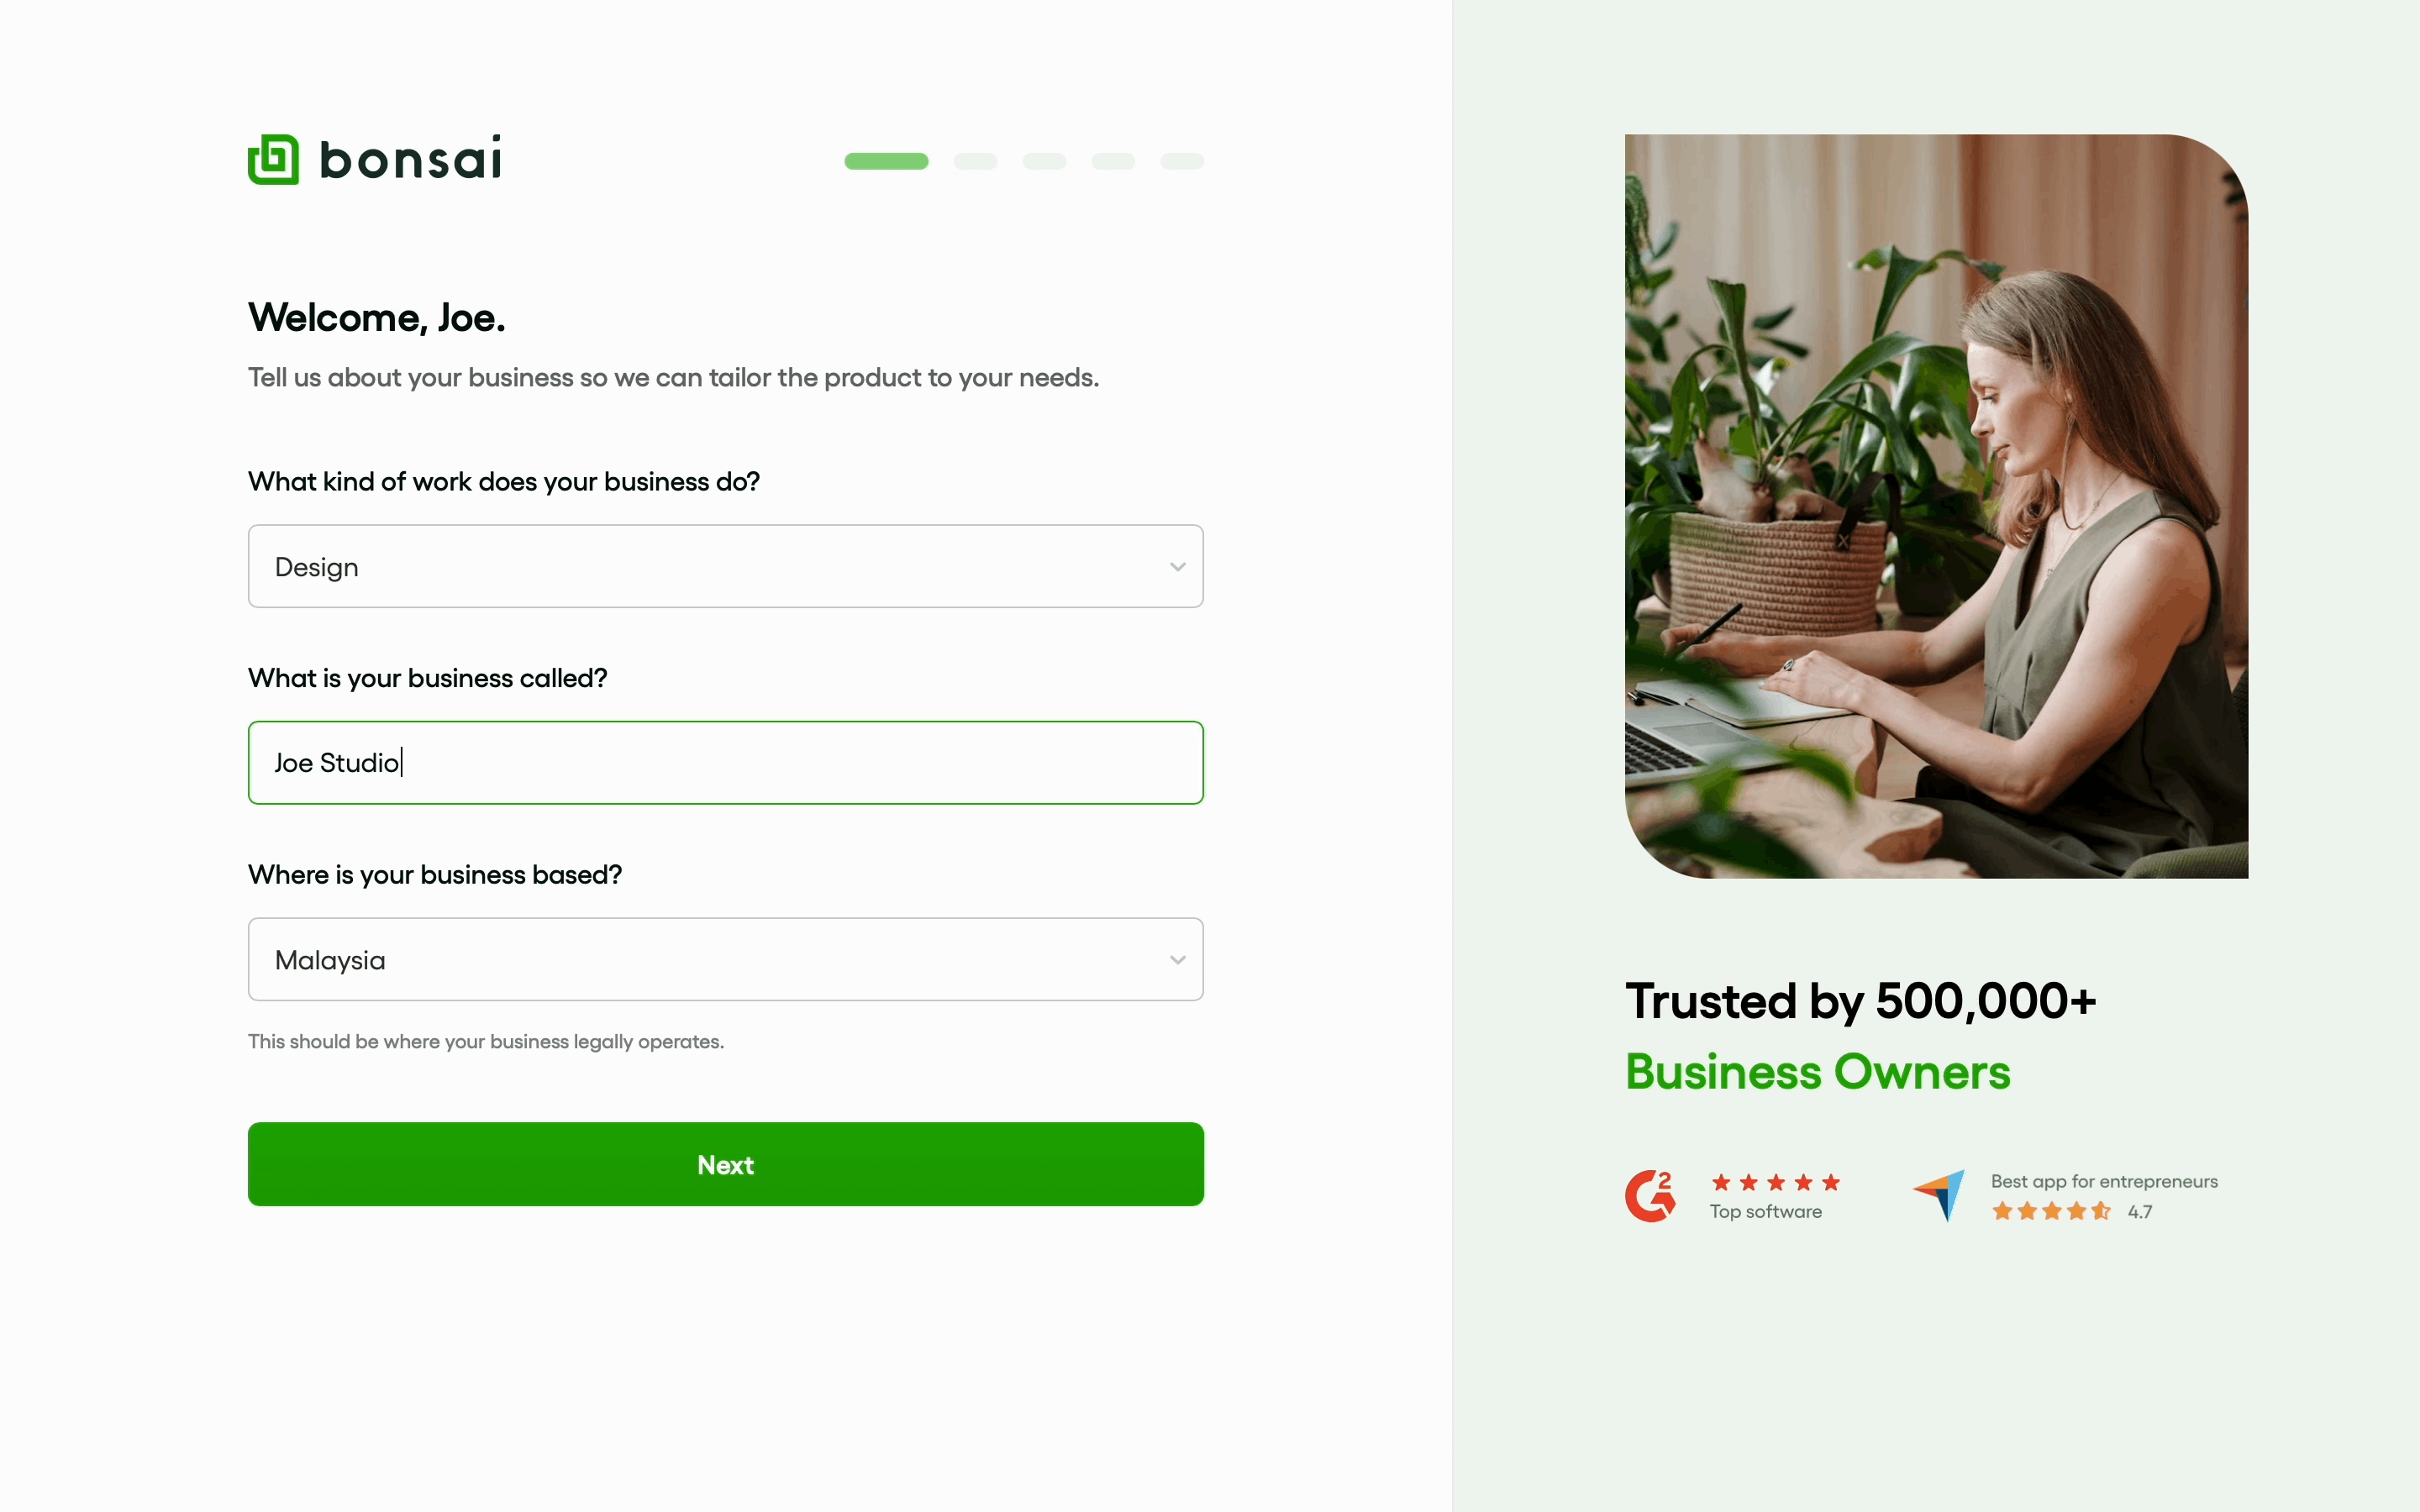 bonsai
Welcome, Joe.
Tell us about your business so we can tailor the product to your needs.
What kind of work does your business do?
Design
What is your business called?
Joe Studio
Where is your business based?
Malaysia
This should be where your business legally operates.
Next
Trusted by 500,000+
Business Owners
G2
Top software
Best app for entrepreneurs
4.7